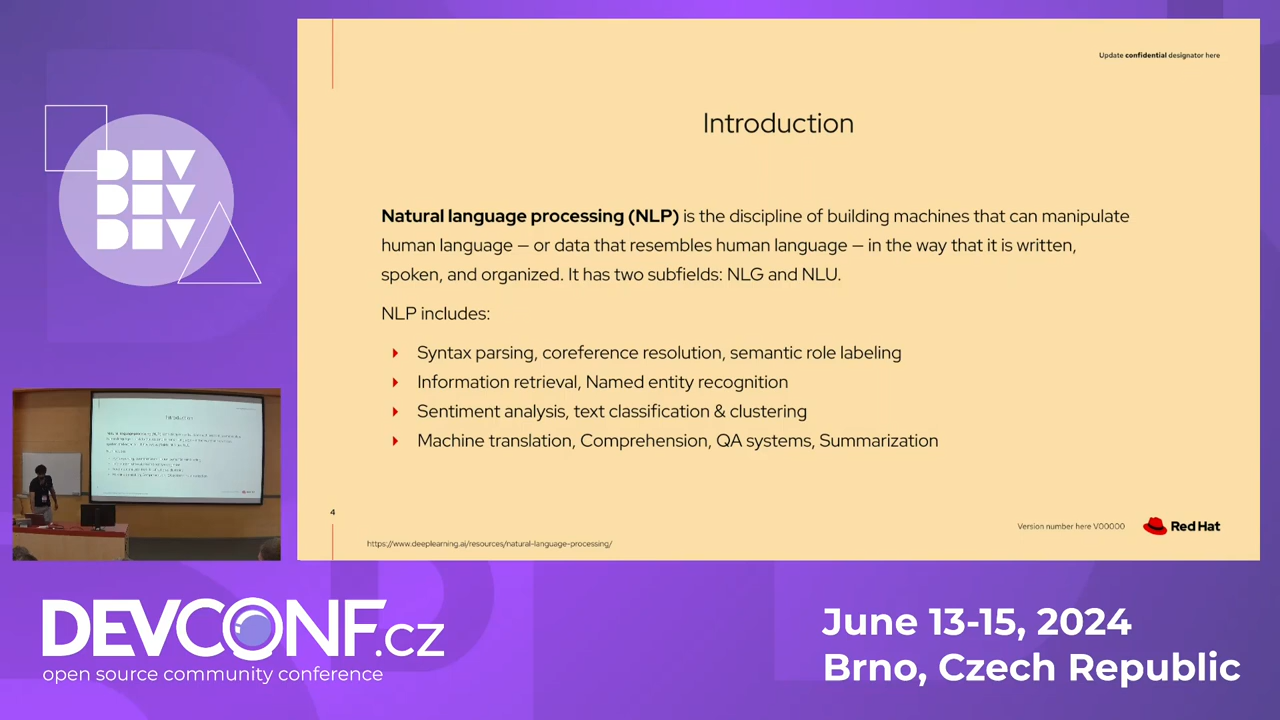 Update confidential designator here
Introduction
Natural language processing (NLP) is the discipline of building machines that can manipulate
human language — or data that resembles human language — in the way that it is written,
spoken, and organized. It has two subfields: NLG and NLU.
NLP includes:
Syntax parsing, coreference resolution, semantic role labeling
Information retrieval, Named entity recognition
Sentiment analysis, text classification & clustering
Machine translation, Comprehension, QA systems, Summarization
4
Version number here V00000
Red Hat
https://www.deeplearning.ai/resources/natural-language-processing/
DEV
DEV
DEV
Introduction
DEVCONF.cz
open source community conference
June 13-15, 2024
Brno, Czech Republic